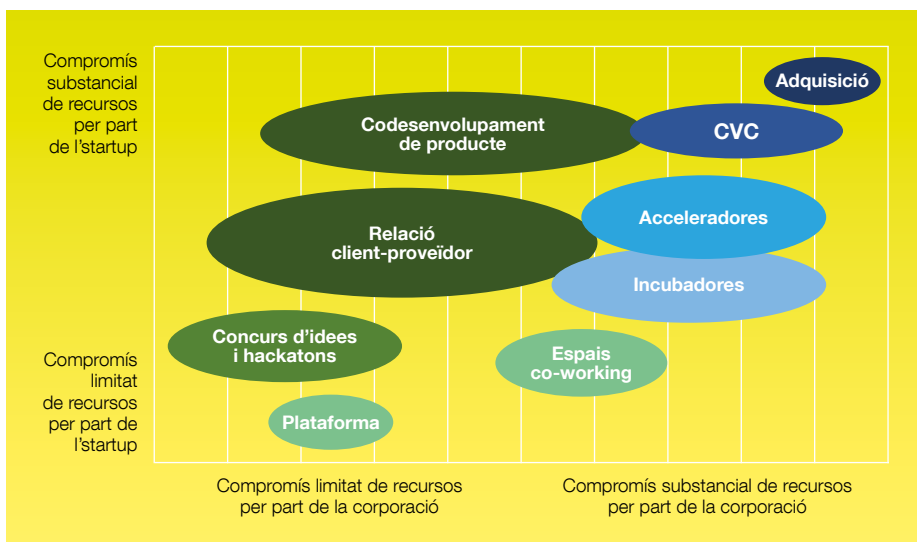 Compromís
substancial
de recursos
per part
de l’startup
Adquisició
Codesenvolupament
de producte
CVC
Acceleradores
Relació
client-proveïdor
Incubadores
Concurs d’idees
i hackatons
Espais
co-working
Compromís
limitat
de recursos
per part de
l’startup
Plataforma
Compromís limitat de recursos
per part de la corporació
Compromís substancial de recursos
per part de la corporació